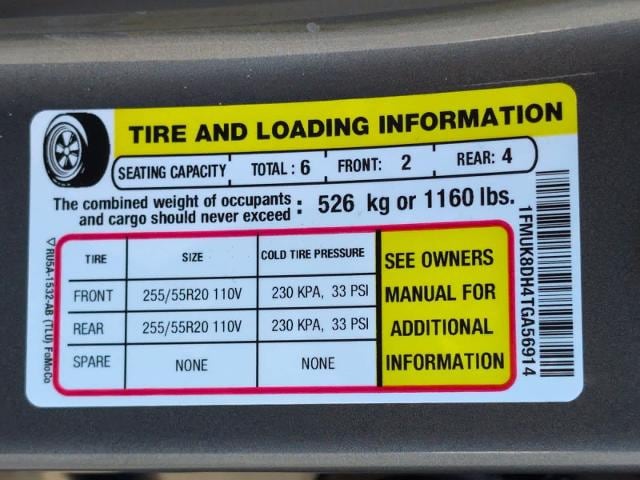 TIRE AND LOADING INFORMATION
SEATING CAPACITY TOTAL : 6 FRONT: 2 REAR: 4
The combined weight of occupants
and cargo should never exceed : 526 kg or 1160 lbs.
TIRE SIZE COLD TIRE PRESSURE
FRONT 255/55R20 110V 230 KPA, 33 PSI
REAR 255/55R20 110V 230 KPA, 33 PSI
SPARE NONE NONE
SEE OWNERS
MANUAL FOR
ADDITIONAL
INFORMATION
1FMUK8DH4TGA56914
RU5A-1532-AB (TLU) FoMoCo